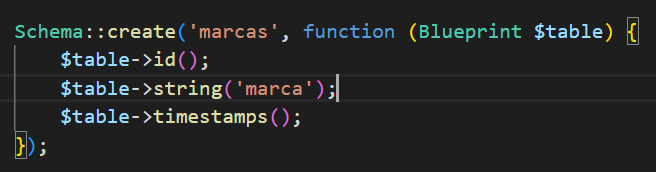 Schema::create('marcas', function (Blueprint $table) {
    $table->id();
    $table->string('marca');
    $table->timestamps();
});